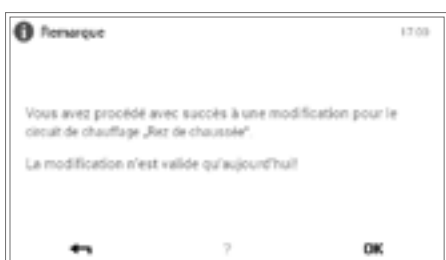 Remarque 17:03
Vous avez procédé avec succès à une modification pour le
circuit de chauffage „Rez de chaussée".
La modification n'est valide qu'aujourd'hui!
? OK